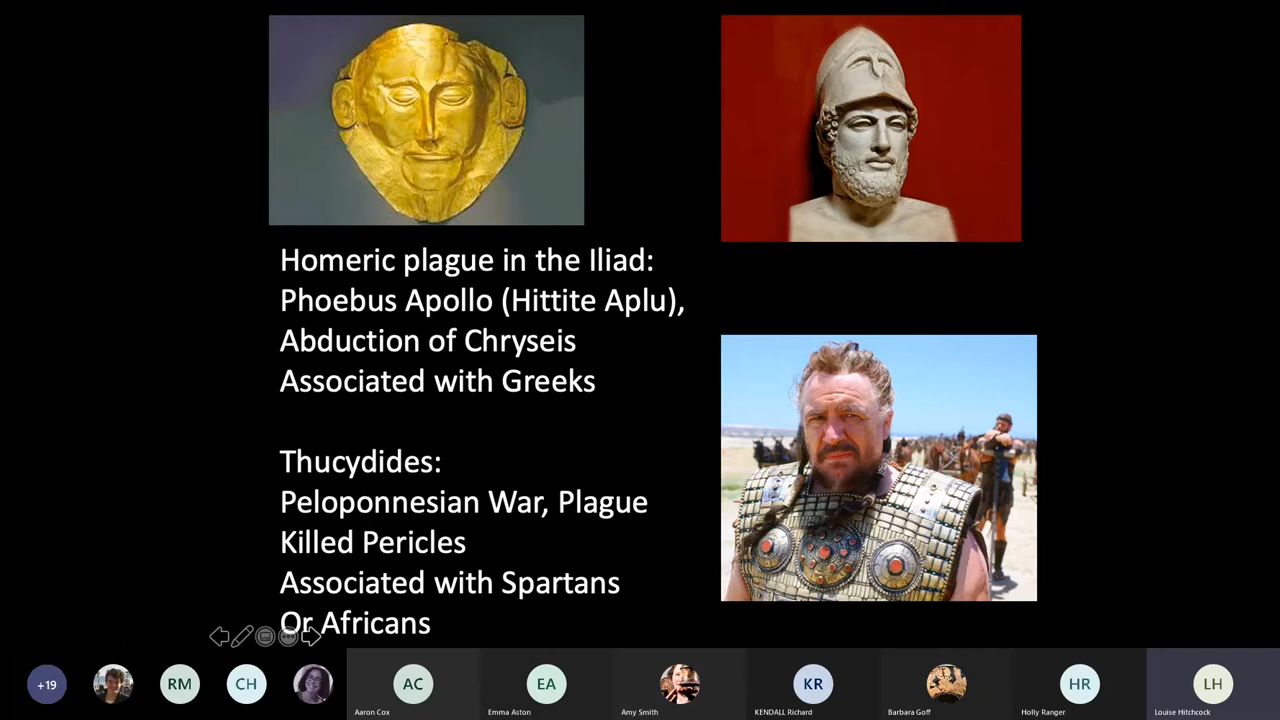 Homeric plague in the Iliad:
Phoebus Apollo (Hittite Aplu),
Abduction of Chryseis
Associated with Greeks
Thucydides:
Peloponnesian War, Plague
Killed Pericles
Associated with Spartans
Or Africans
+19
RM
CH
AC
Aaron Cox
EA
Emma Aston
Amy Smith
KR
KENDALL Richard
Barbara Goff
HR
Holly Ranger
LH
Louise Hitchcock